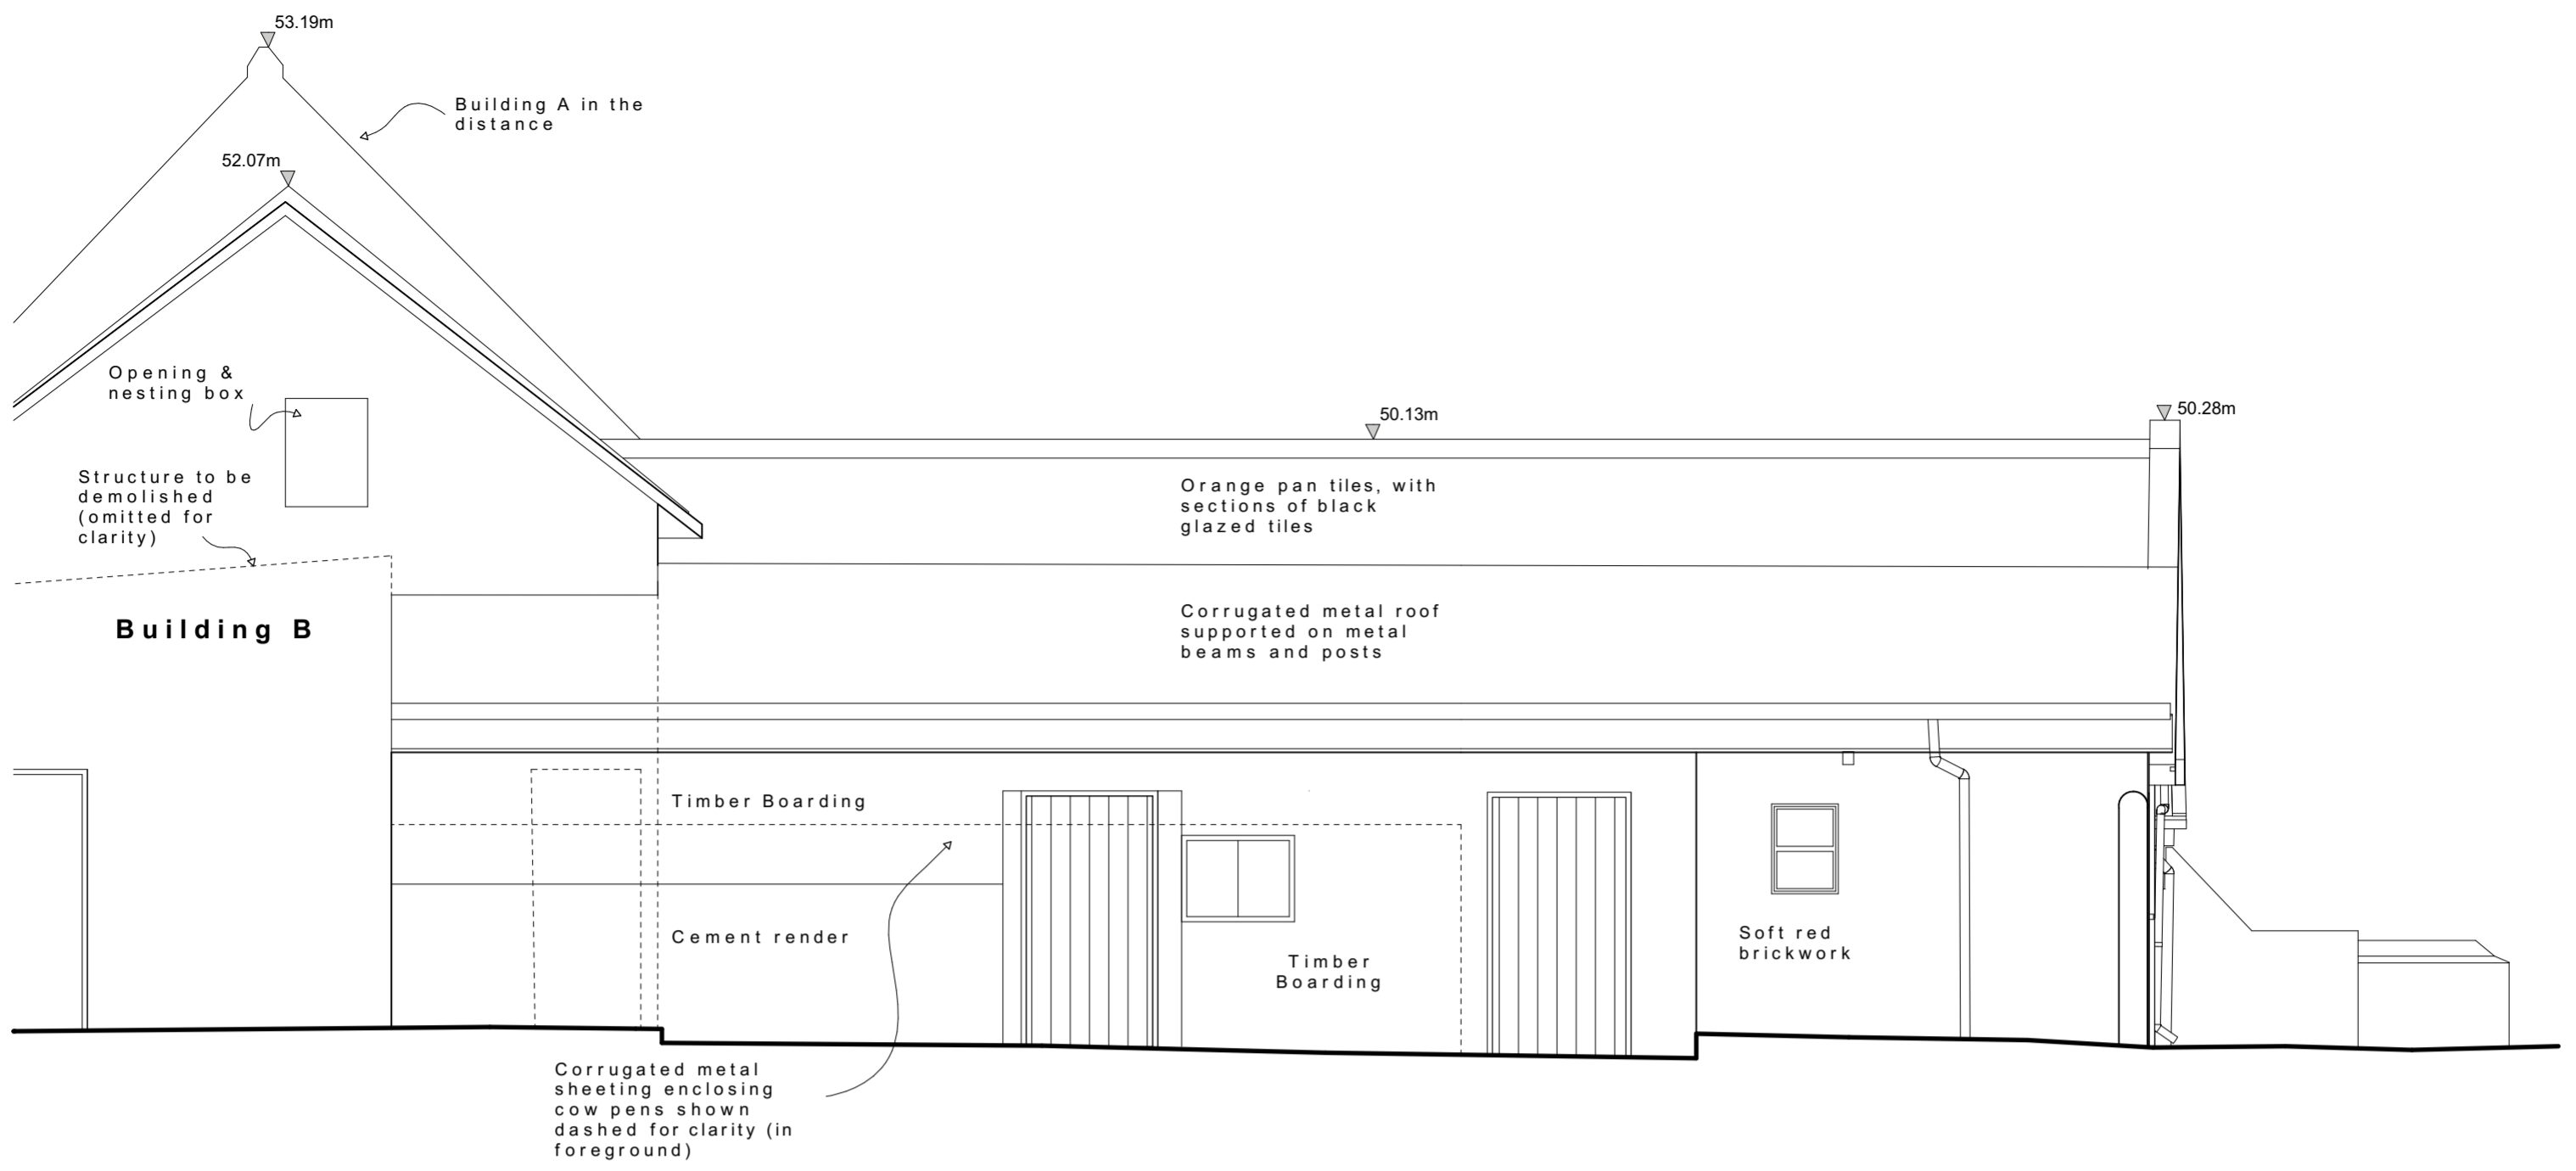 53.19m
Building A in the
distance
52.07m
Opening &
nesting box
50.13m
50.28m
Structure to be
demolished
(omitted for
clarity)
Orange pan tiles, with
sections of black
glazed tiles
Building B
Corrugated metal roof
supported on metal
beams and posts
Timber Boarding
Cement render
Timber
Boarding
Soft red
brickwork
Corrugated metal
sheeting enclosing
cow pens shown
dashed for clarity (in
foreground)